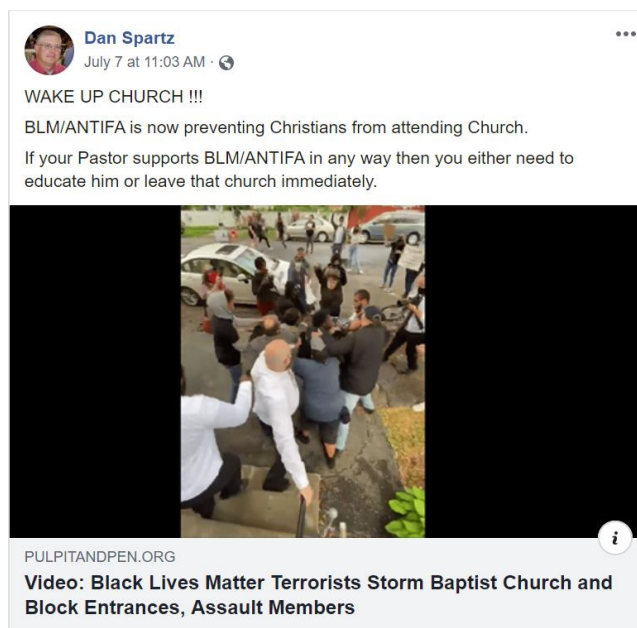 Dan Spartz
July 7 at 11:03 AM ·
WAKE UP CHURCH !!!
BLM/ANTIFA is now preventing Christians from attending Church.
If your Pastor supports BLM/ANTIFA in any way then you either need to
educate him or leave that church immediately.
i
PULPITANDPEN.ORG
Video: Black Lives Matter Terrorists Storm Baptist Church and
Block Entrances, Assault Members